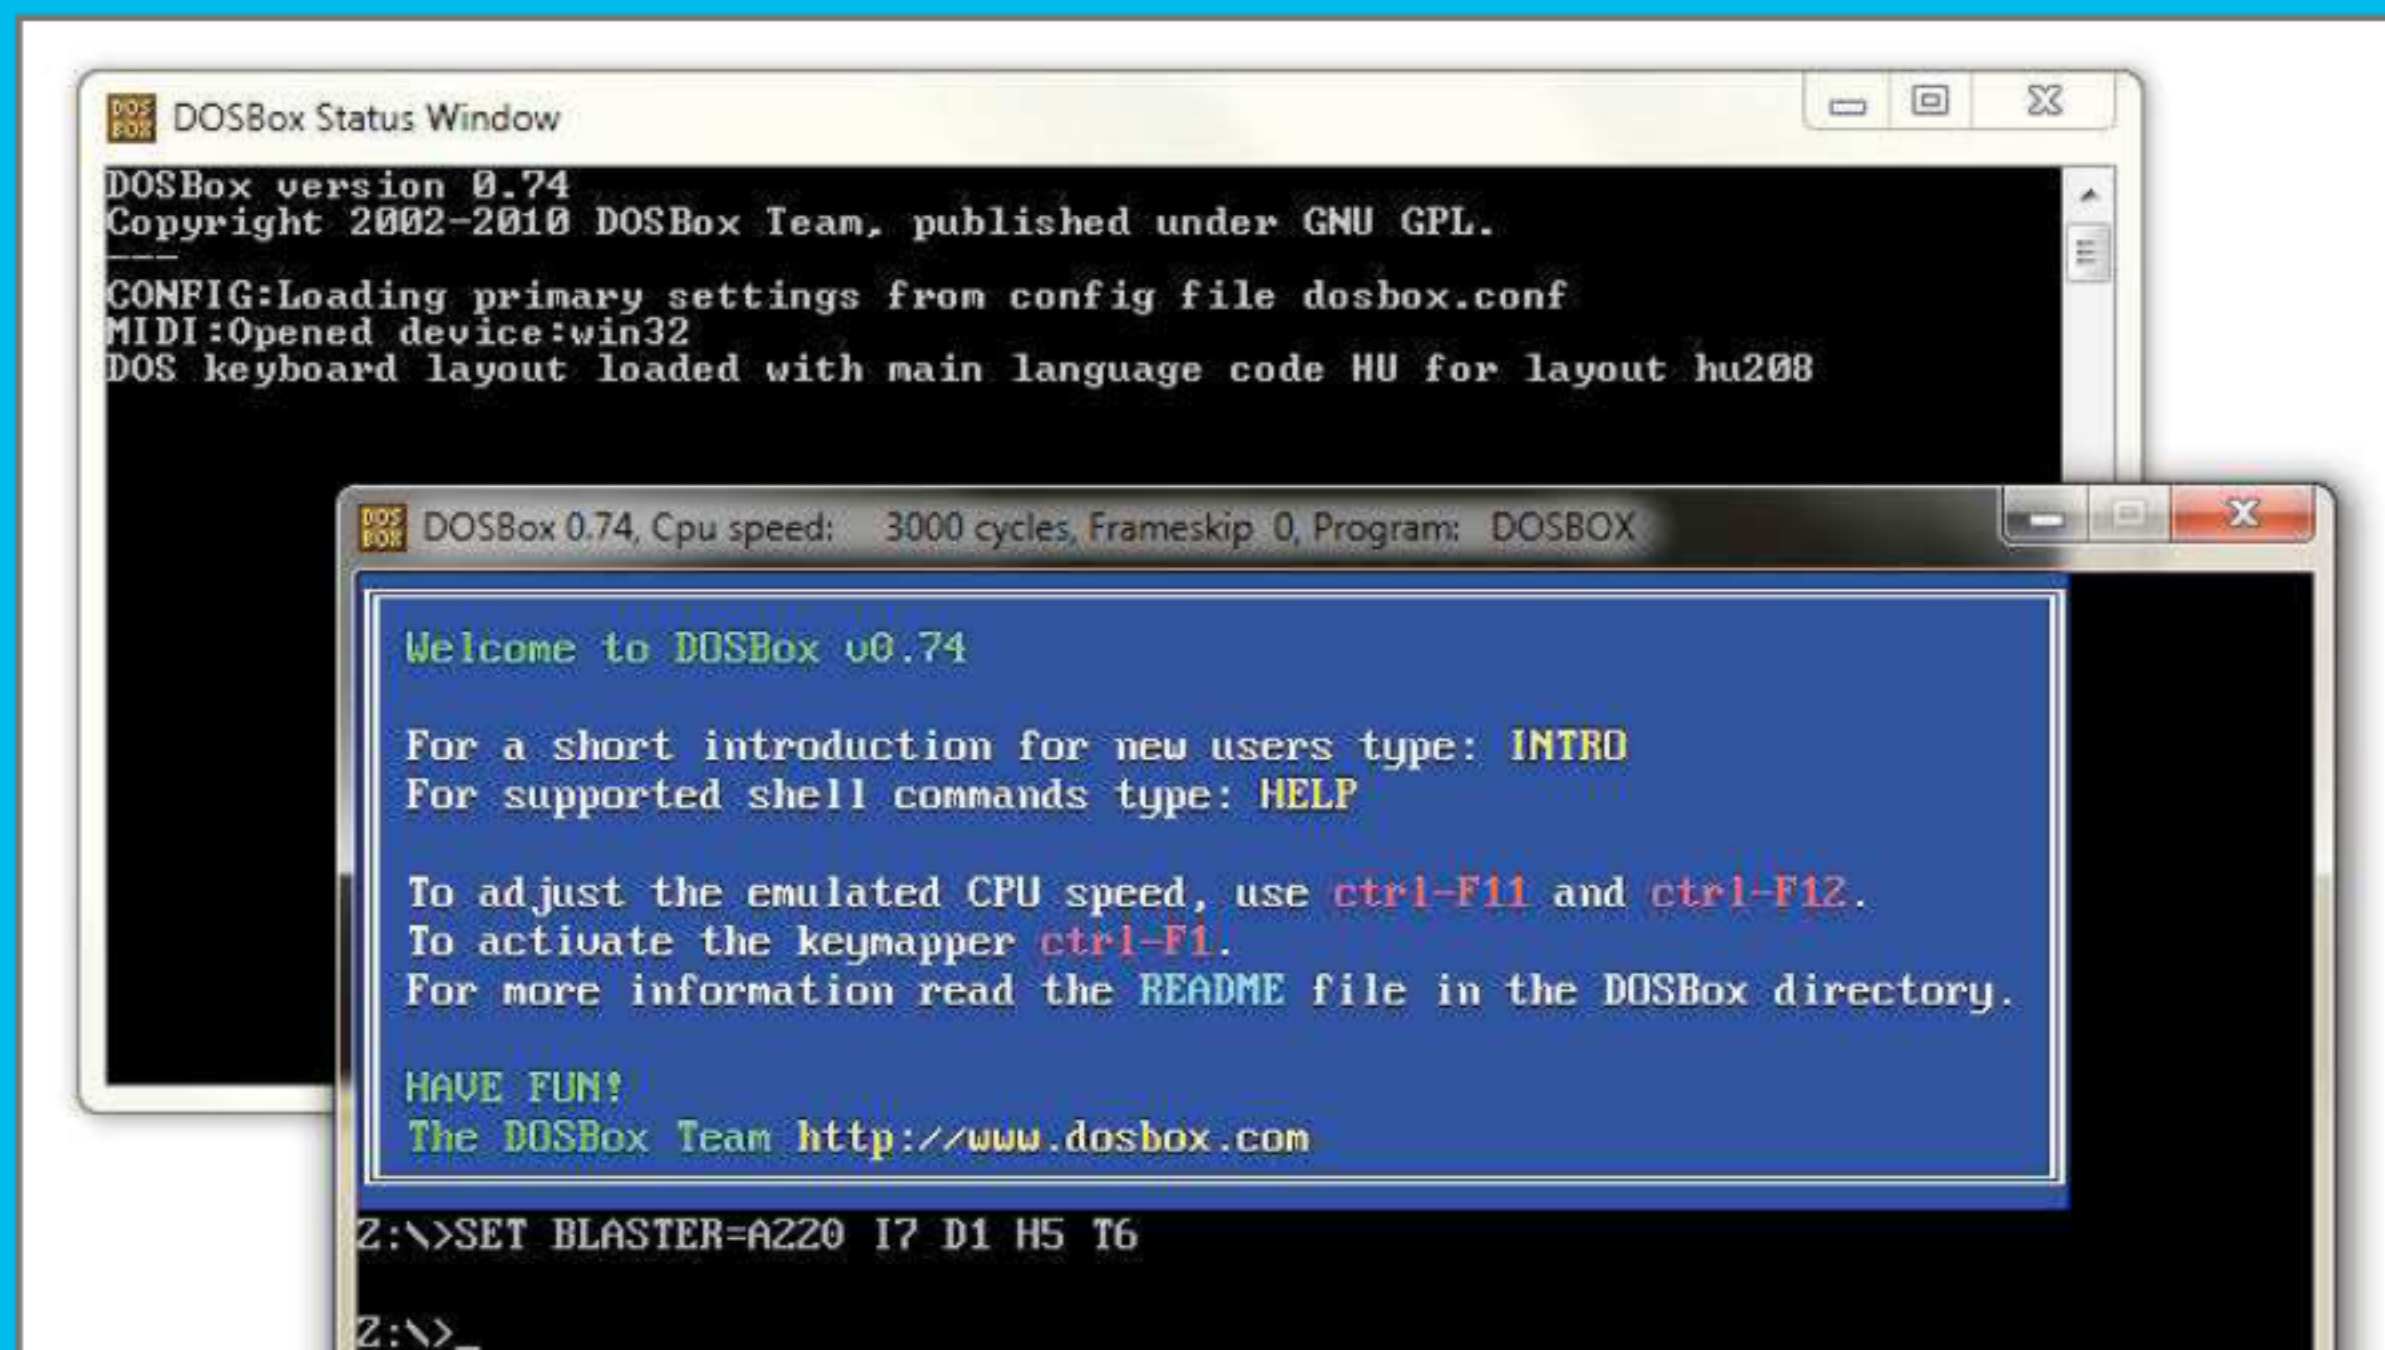 DOS BOX DOSBox Status Window
DOSBox version 0.74
Copyright 2002-2010 DOSBox Team, published under GNU GPL.
---
CONFIG:Loading primary settings from config file dosbox.conf
MIDI:Opened device:win32
DOS keyboard layout loaded with main language code HU for layout hu208
DOS BOX DOSBox 0.74, Cpu speed: 3000 cycles, Frameskip 0, Program: DOSBOX
Welcome to DOSBox v0.74
For a short introduction for new users type: INTRO
For supported shell commands type: HELP
To adjust the emulated CPU speed, use ctrl-F11 and ctrl-F12.
To activate the keymapper ctrl-F1.
For more information read the README file in the DOSBox directory.
HAVE FUN!
The DOSBox Team http://www.dosbox.com
Z:\>SET BLASTER=A220 I7 D1 H5 T6
Z:\>_